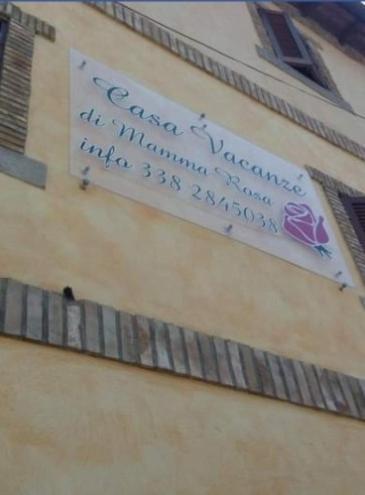 Casa Vacanze
di Mamma Rosa
info 338 2845038